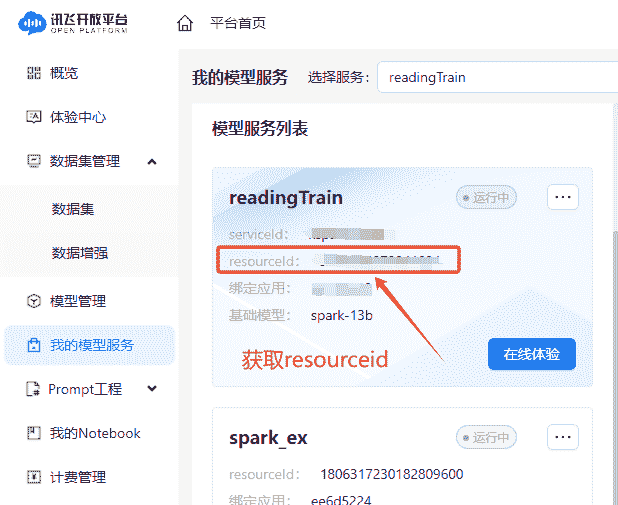 讯飞开放平台
OPEN PLATFORM
平台首页
概览
体验中心
数据集管理
数据集
数据增强
模型管理
我的模型服务
Prompt工程
我的Notebook
计费管理
我的模型服务 选择服务： readingTrain
模型服务列表
readingTrain 运行中 ...
serviceId：
resourceId：
绑定应用：
基础模型： spark-13b
获取resourceid
在线体验
spark_ex 运行中 ...
resourceId： 1806317230182809600
绑定应用： ee6d5224